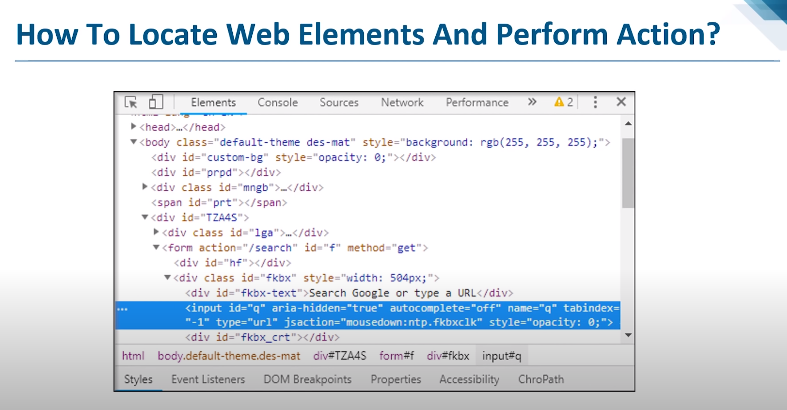 How To Locate Web Elements And Perform Action?
Elements Console Sources Network Performance » 2
<head>…</head>
<body class="default-theme des-mat" style="background: rgb(255, 255, 255);">
<div id="custom-bg" style="opacity: 0;"></div>
<div id="prpd"></div>
<div class id="mngb">…</div>
<span id="prt"></span>
<div id="TZA4S">
<div class id="lga">…</div>
<form action="/search" id="f" method="get">
<div id="hf"></div>
<div class id="fkbx" style="width: 504px;">
<div id="fkbx-text">Search Google or type a URL</div>
<input id="q" aria-hidden="true" autocomplete="off" name="q" tabindex=
"-1" type="url" jsaction="mousedown:ntp.fkbxclk" style="opacity: 0;">
<div id="fkbx_crt"></div>
html body.default-theme.des-mat div#TZA4S form#f div#fkbx input#q
Styles Event Listeners DOM Breakpoints Properties Accessibility ChroPath